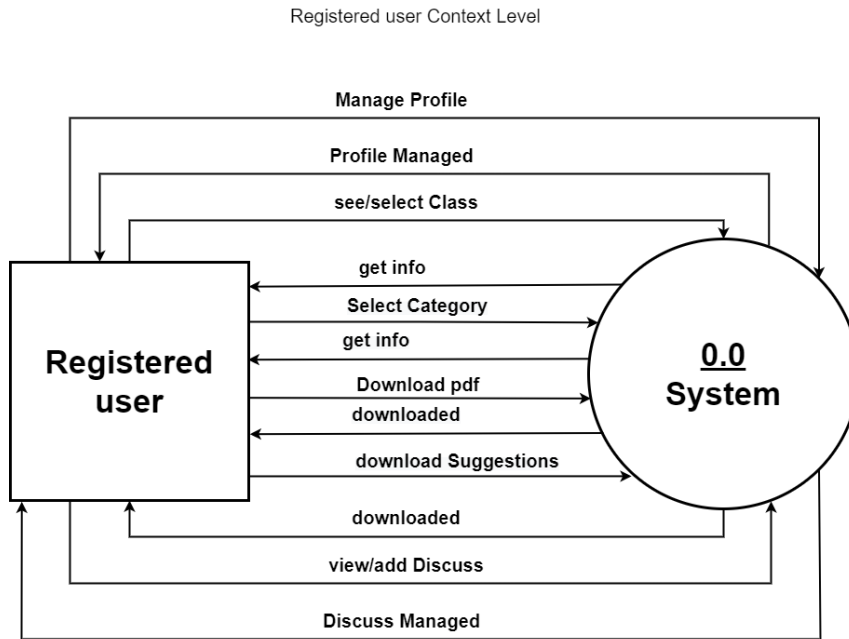 Registered user Context Level
Manage Profile
Profile Managed
see/select Class
get info
Select Category
get info
Download pdf
downloaded
download Suggestions
downloaded
view/add Discuss
Discuss Managed
Registered
user
0.0
System